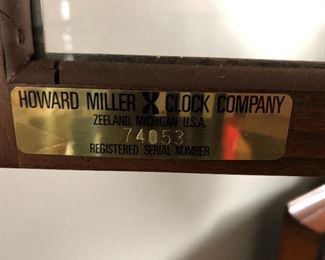 HOWARD MILLER CLOCK COMPANY
ZEELAND, MICHIGAN U.S.A.
74053
REGISTERED SERIAL NUMBER